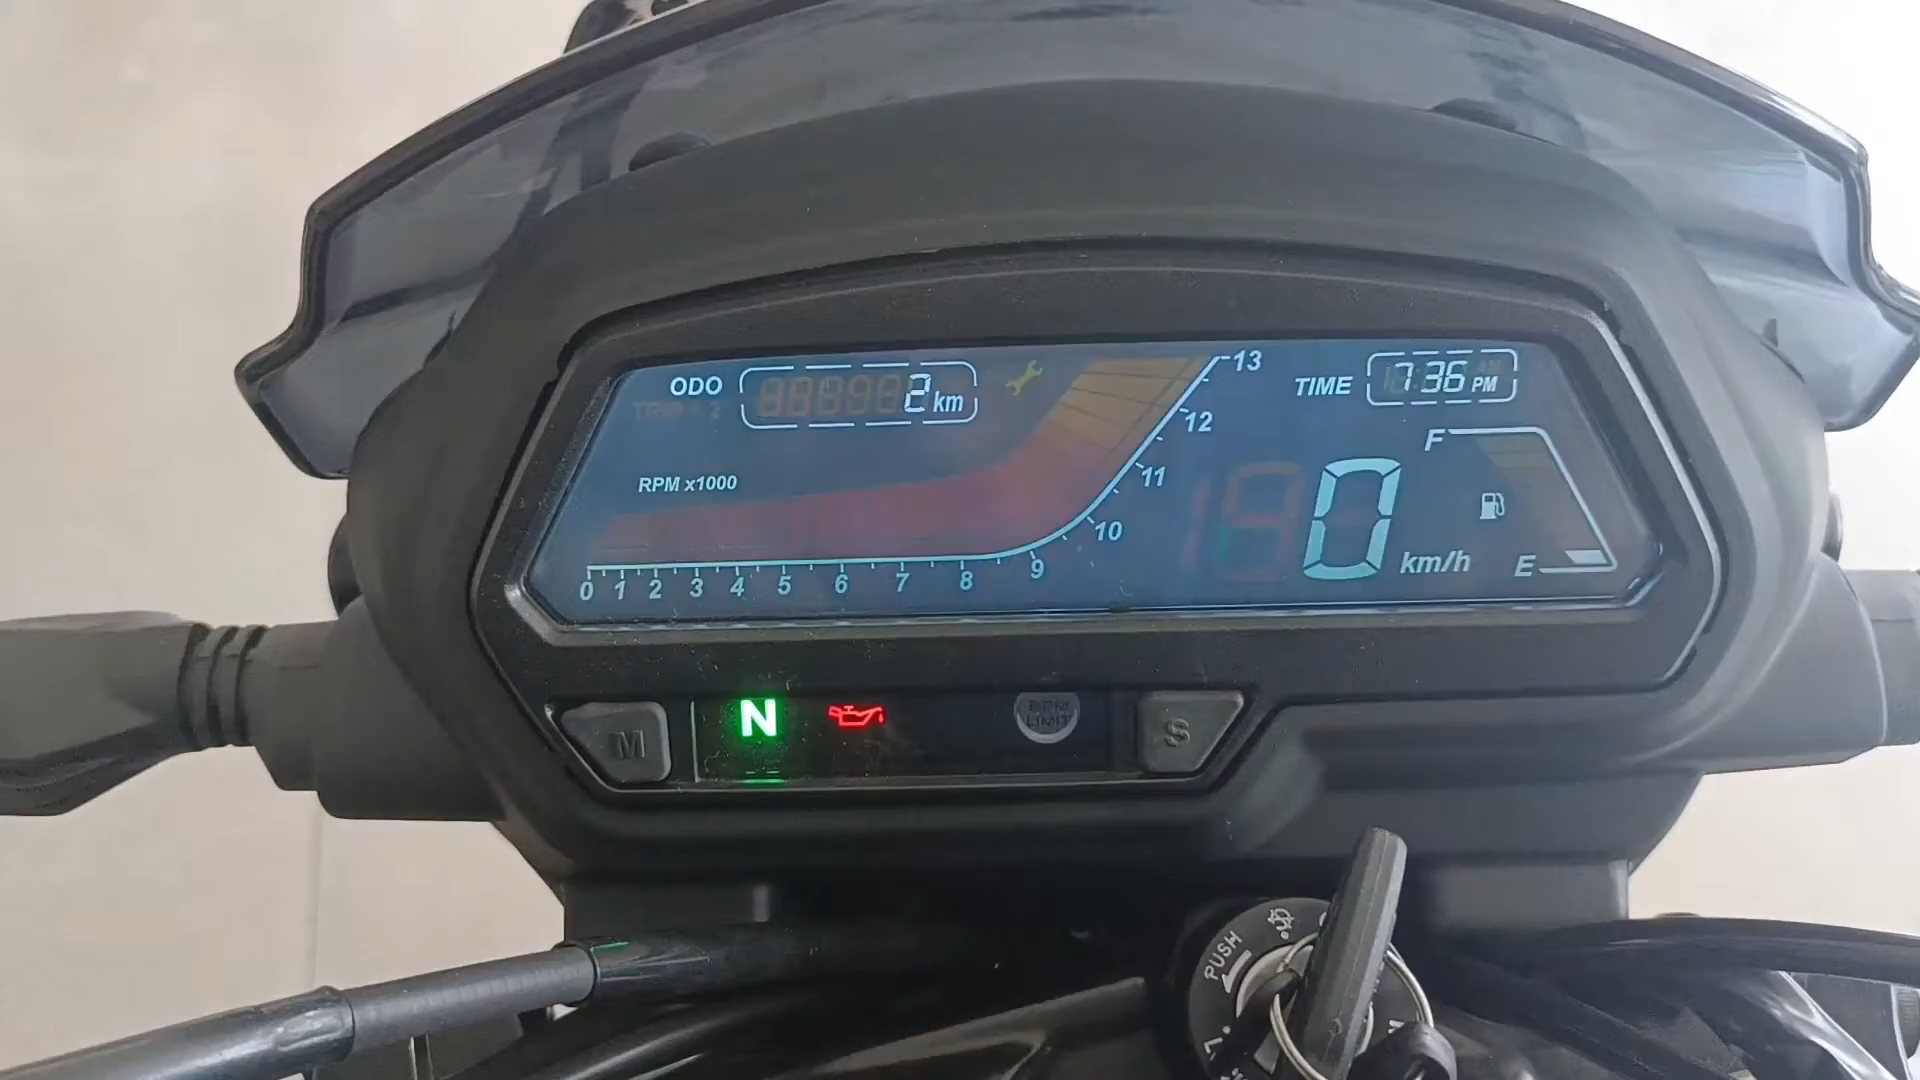 ODO 2 km
TIME 7 36 PM
RPM x1000
F
E
0 km/h
0 1 2 3 4 5 6 7 8 9 10 11 12 13
M
N
RPM
LIMIT
S
PUSH